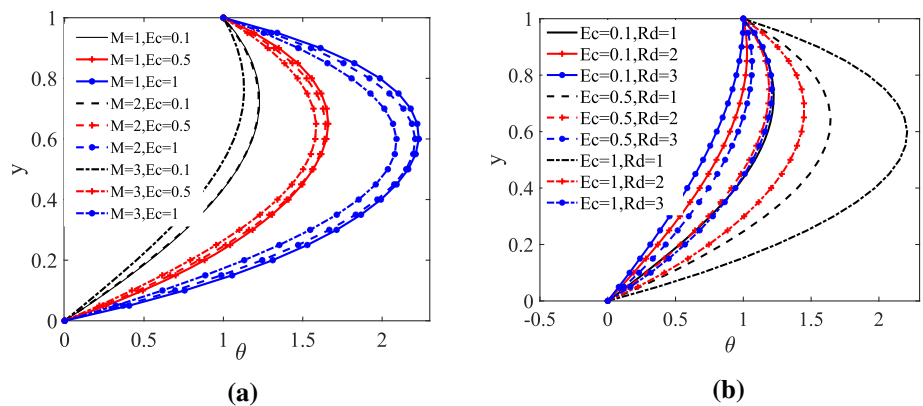 1
0.8
0.6
0.4
0.2
0
y
M=1,Ec=0.1
M=1,Ec=0.5
M=1,Ec=1
M=2,Ec=0.1
M=2,Ec=0.5
M=2,Ec=1
M=3,Ec=0.1
M=3,Ec=0.5
M=3,Ec=1
0 0.5 1 1.5 2
θ
(a)
1
0.8
0.6
0.4
0.2
0
y
Ec=0.1,Rd=1
Ec=0.1,Rd=2
Ec=0.1,Rd=3
Ec=0.5,Rd=1
Ec=0.5,Rd=2
Ec=0.5,Rd=3
Ec=1,Rd=1
Ec=1,Rd=2
Ec=1,Rd=3
-0.5 0 0.5 1 1.5 2
θ
(b)